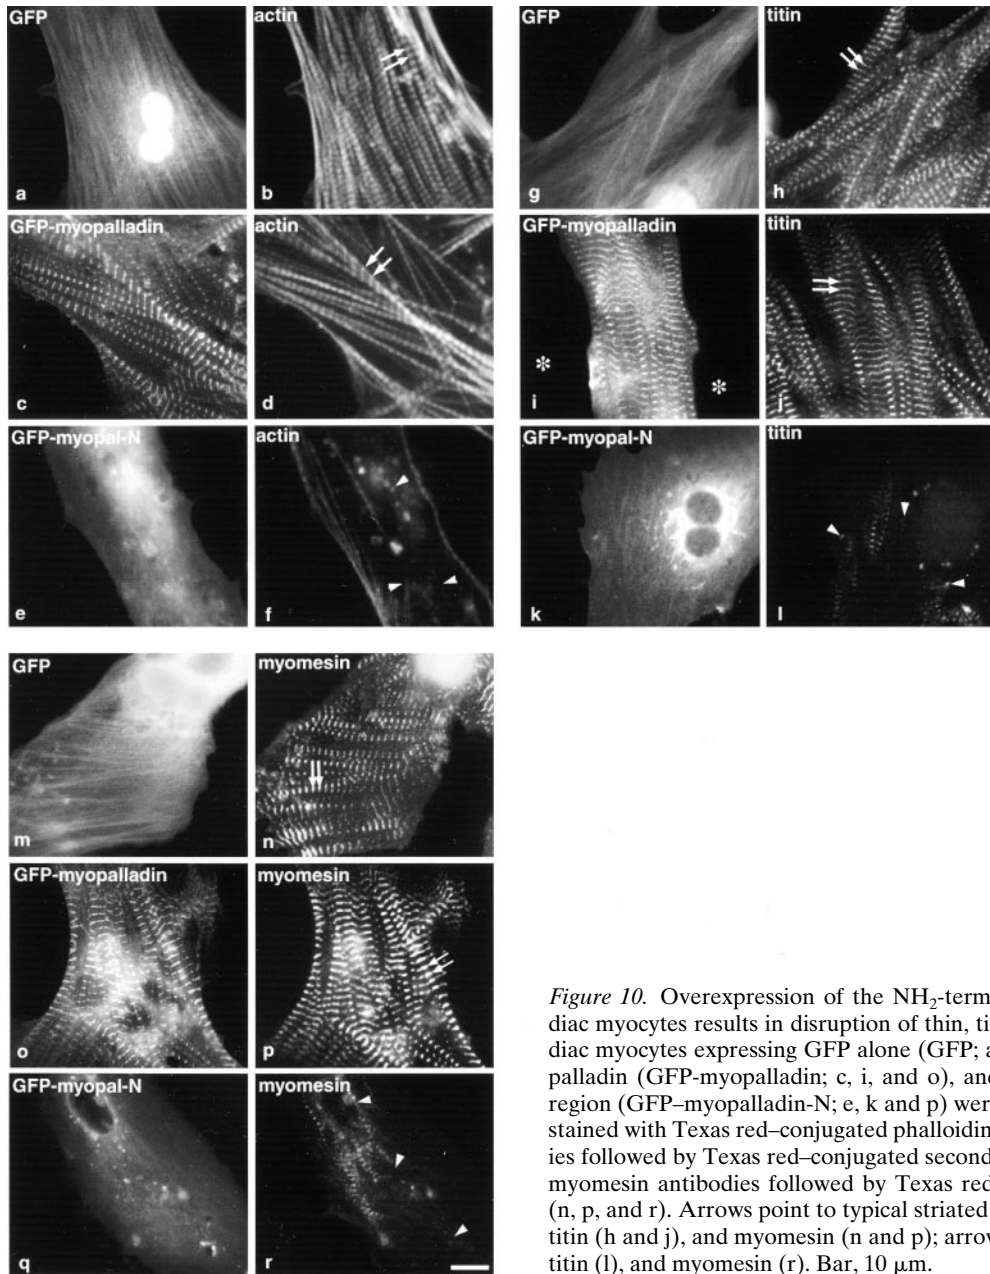 GFP
actin
GFP
titin
a
b
g
h
GFP-myopalladin
actin
GFP-myopalladin
titin
c
d
i
j
GFP-myopal-N
actin
GFP-myopal-N
titin
e
f
k
l
GFP
myomesin
m
n
GFP-myopalladin
myomesin
o
p
GFP-myopal-N
myomesin
q
r
Figure 10. Overexpression of the NH₂-term
diac myocytes results in disruption of thin, ti
diac myocytes expressing GFP alone (GFP; a
palladin (GFP-myopalladin; c, i, and o), and
region (GFP–myopalladin-N; e, k and p) were
stained with Texas red–conjugated phalloidin
ies followed by Texas red–conjugated second
myomesin antibodies followed by Texas red
(n, p, and r). Arrows point to typical striated
titin (h and j), and myomesin (n and p); arrow
titin (l), and myomesin (r). Bar, 10 μm.